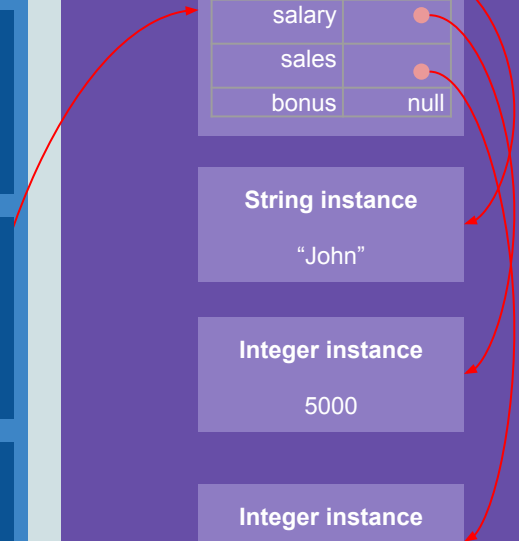 salary
sales
bonus null
String instance
“John”
Integer instance
5000
Integer instance